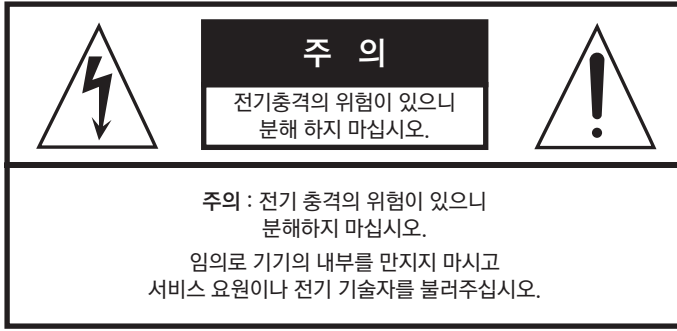 주 의
전기충격의 위험이 있으니
분해 하지 마십시오.
주의 : 전기 충격의 위험이 있으니
분해하지 마십시오.
임의로 기기의 내부를 만지지 마시고
서비스 요원이나 전기 기술자를 불러주십시오.